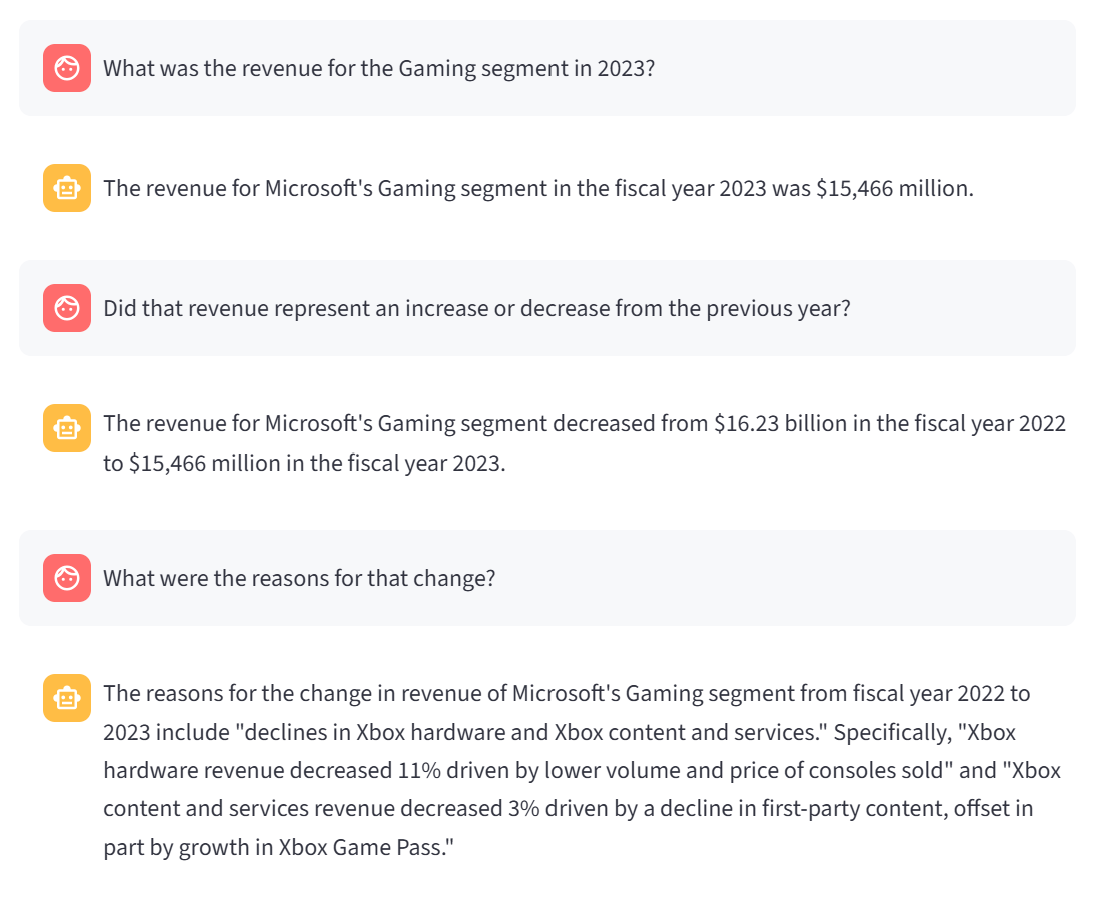 What was the revenue for the Gaming segment in 2023?
The revenue for Microsoft's Gaming segment in the fiscal year 2023 was $15,466 million.
Did that revenue represent an increase or decrease from the previous year?
The revenue for Microsoft's Gaming segment decreased from $16.23 billion in the fiscal year 2022
to $15,466 million in the fiscal year 2023.
What were the reasons for that change?
The reasons for the change in revenue of Microsoft's Gaming segment from fiscal year 2022 to
2023 include "declines in Xbox hardware and Xbox content and services." Specifically, "Xbox
hardware revenue decreased 11% driven by lower volume and price of consoles sold" and "Xbox
content and services revenue decreased 3% driven by a decline in first-party content, offset in
part by growth in Xbox Game Pass."